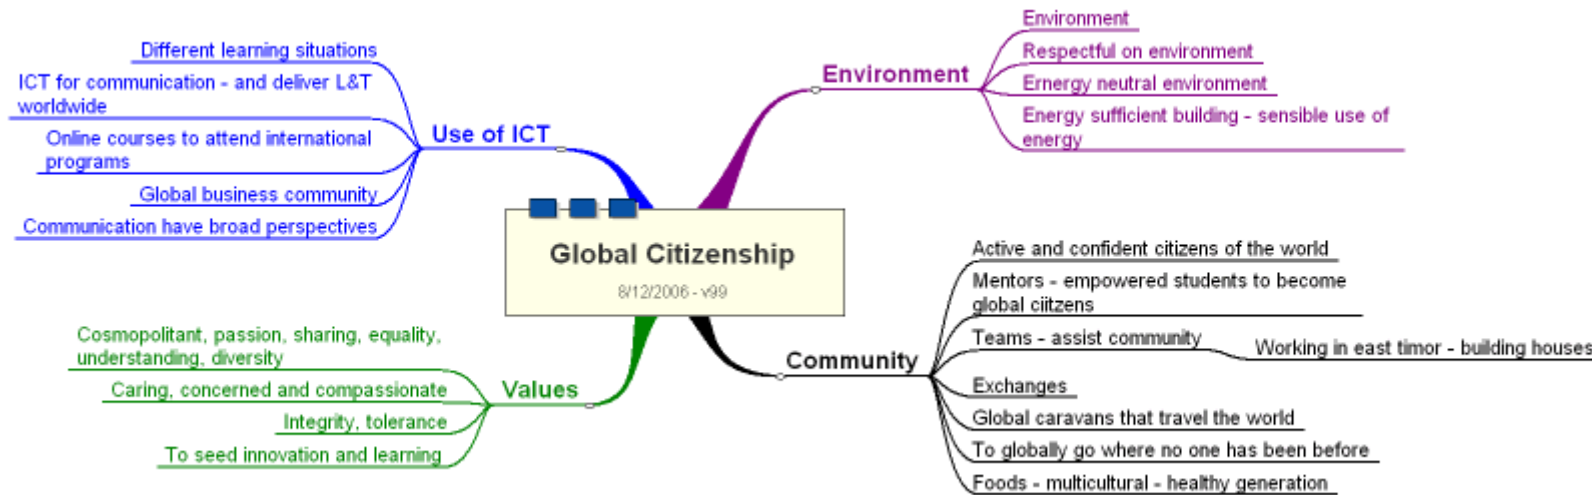 Different learning situations
ICT for communication - and deliver L&T
worldwide
Online courses to attend international
programs
Global business community
Communication have broad perspectives
Use of ICT
Environment
Environment
Respectful on environment
Ernergy neutral environment
Energy sufficient building - sensible use of
energy
Global Citizenship
8/12/2006 - v99
Cosmopolitant, passion, sharing, equality,
understanding, diversity
Caring, concerned and compassionate
Integrity, tolerance
To seed innovation and learning
Values
Community
Active and confident citizens of the world
Mentors - empowered students to become
global ciitzens
Teams - assist community
Working in east timor - building houses
Exchanges
Global caravans that travel the world
To globally go where no one has been before
Foods - multicultural - healthy generation